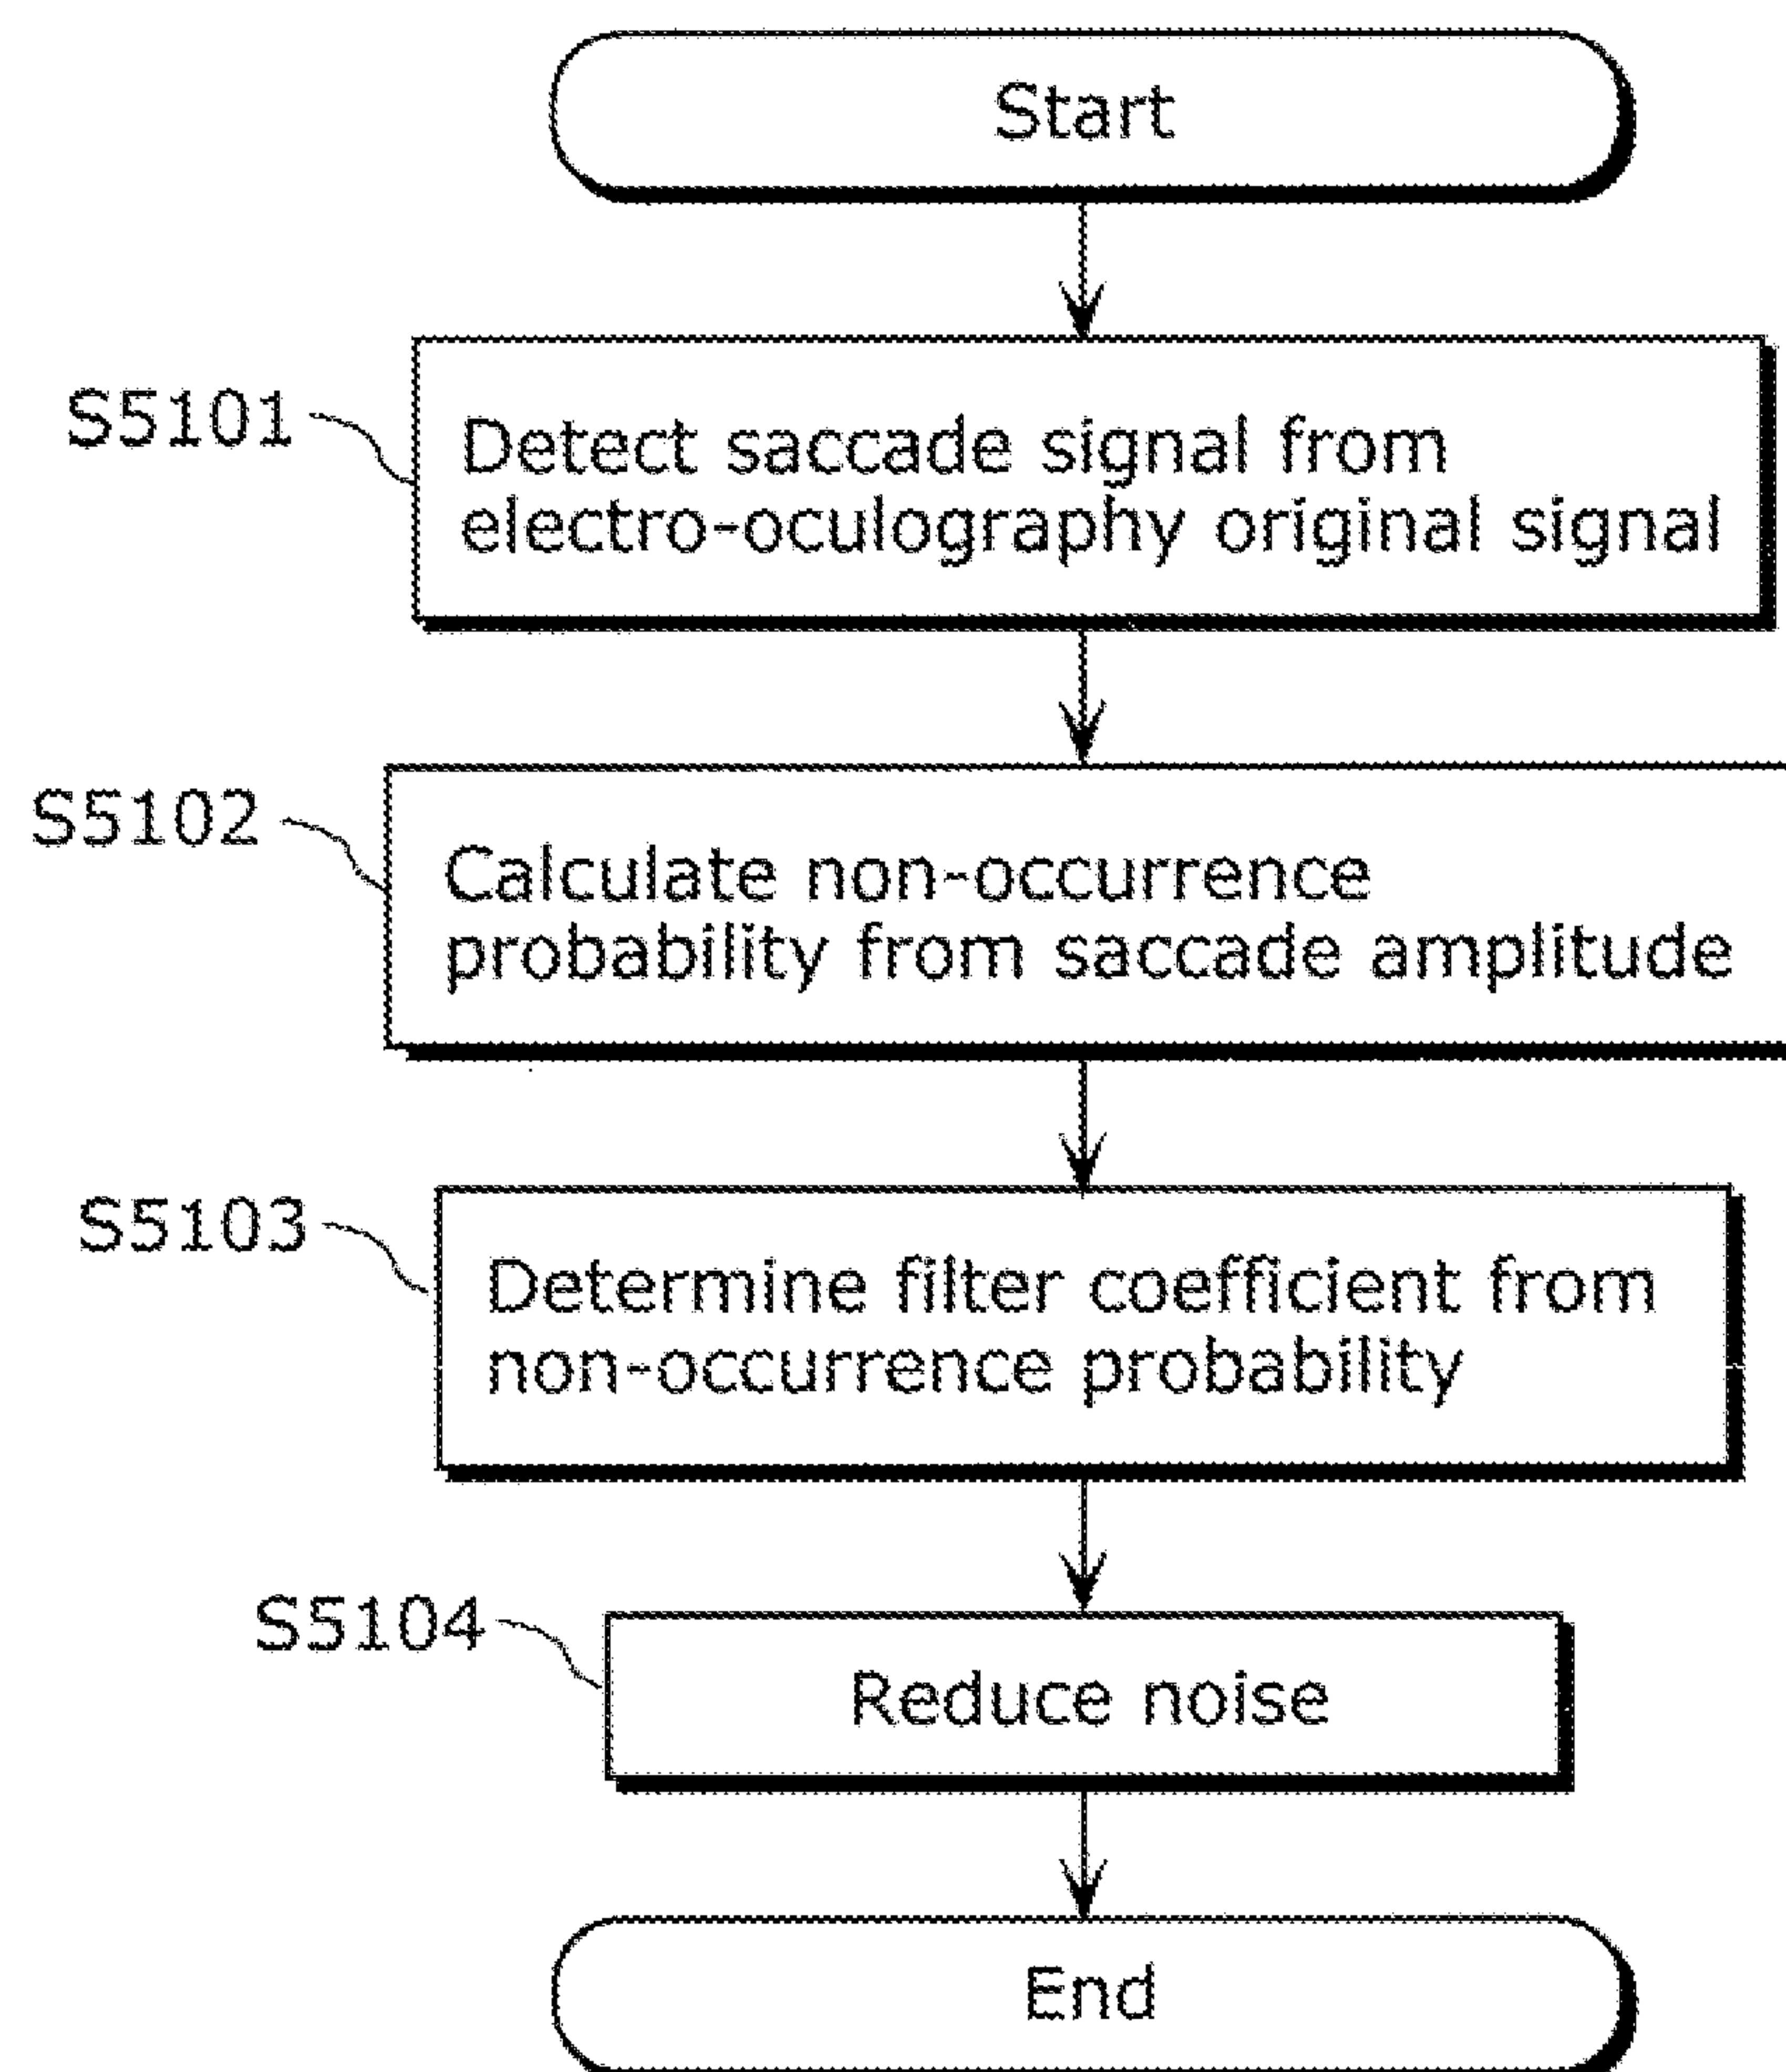 Start
S5101
Detect saccade signal from
electro-oculography original signal
S5102
Calculate non-occurrence
probability from saccade amplitude
S5103
Determine filter coefficient from
non-occurrence probability
S5104
Reduce noise
End